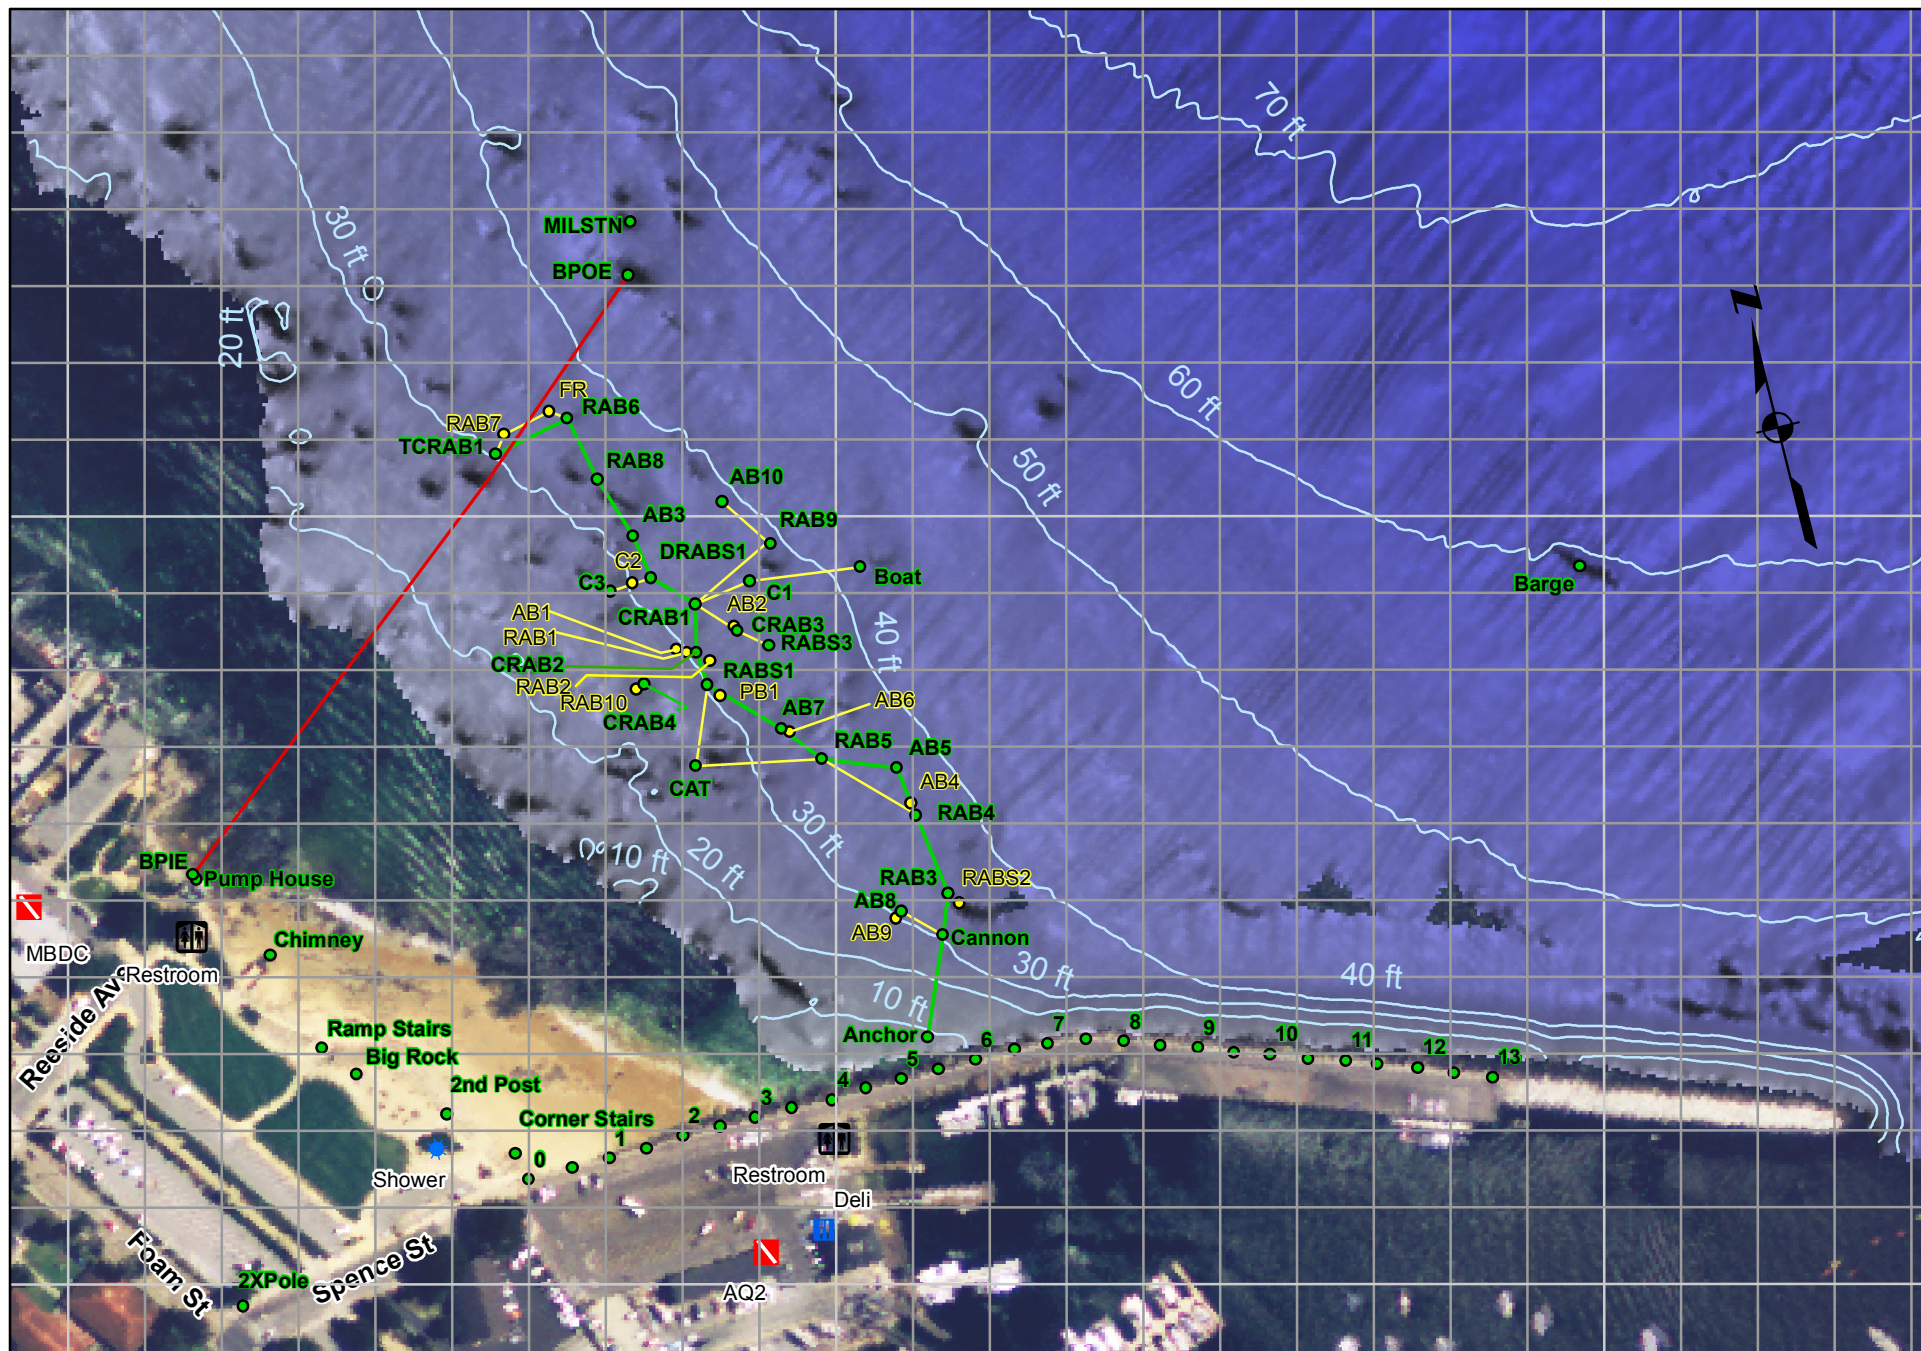 70 ft
30 ft
MILSTN
BPOE
20 ft
60 ft
FR
RAB6
RAB7
TCRAB1
RAB8
50 ft
AB10
AB3
RAB9
DRABS1
C2
C3
Boat
C1
Barge
AB1
CRAB1
AB2
CRAB3
40 ft
RAB1
RABS3
CRAB2
RABS1
RAB2
PB1
RAB10
AB6
AB7
CRAB4
RAB5
AB5
CAT
AB4
RAB4
30 ft
20 ft
10 ft
BPIE
Pump House
RAB3
RABS2
AB8
AB9
Cannon
MBDC
Restroom
Chimney
30 ft
40 ft
10 ft
Reeside Ave
Ramp Stairs
Big Rock
Anchor
2nd Post
Corner Stairs
0
1
2
3
4
5
6
7
8
9
10
11
12
13
Shower
Restroom
Deli
Foam St
Spence St
2XPole
AQ2
Z